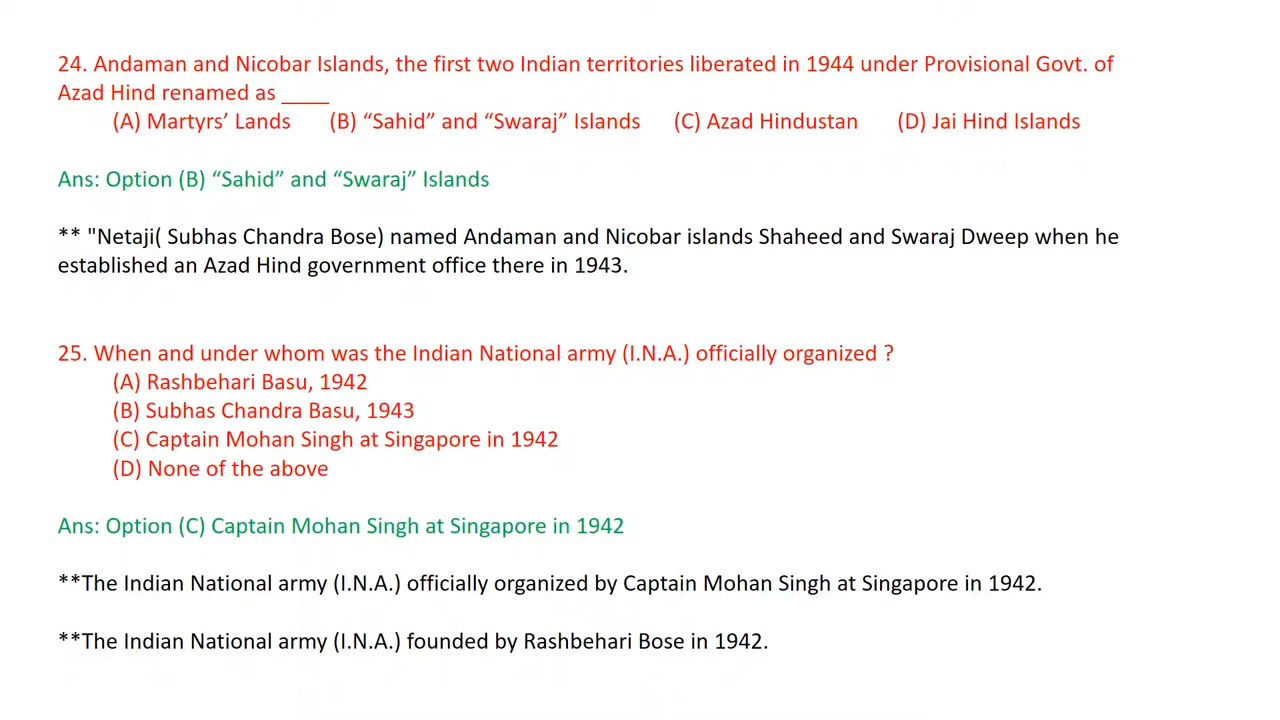 24. Andaman and Nicobar Islands, the first two Indian territories liberated in 1944 under Provisional Govt. of
Azad Hind renamed as ____
(A) Martyrs’ Lands (B) “Sahid” and “Swaraj” Islands (C) Azad Hindustan (D) Jai Hind Islands
Ans: Option (B) “Sahid” and “Swaraj” Islands
** "Netaji( Subhas Chandra Bose) named Andaman and Nicobar islands Shaheed and Swaraj Dweep when he
established an Azad Hind government office there in 1943.
25. When and under whom was the Indian National army (I.N.A.) officially organized ?
(A) Rashbehari Basu, 1942
(B) Subhas Chandra Basu, 1943
(C) Captain Mohan Singh at Singapore in 1942
(D) None of the above
Ans: Option (C) Captain Mohan Singh at Singapore in 1942
**The Indian National army (I.N.A.) officially organized by Captain Mohan Singh at Singapore in 1942.
**The Indian National army (I.N.A.) founded by Rashbehari Bose in 1942.